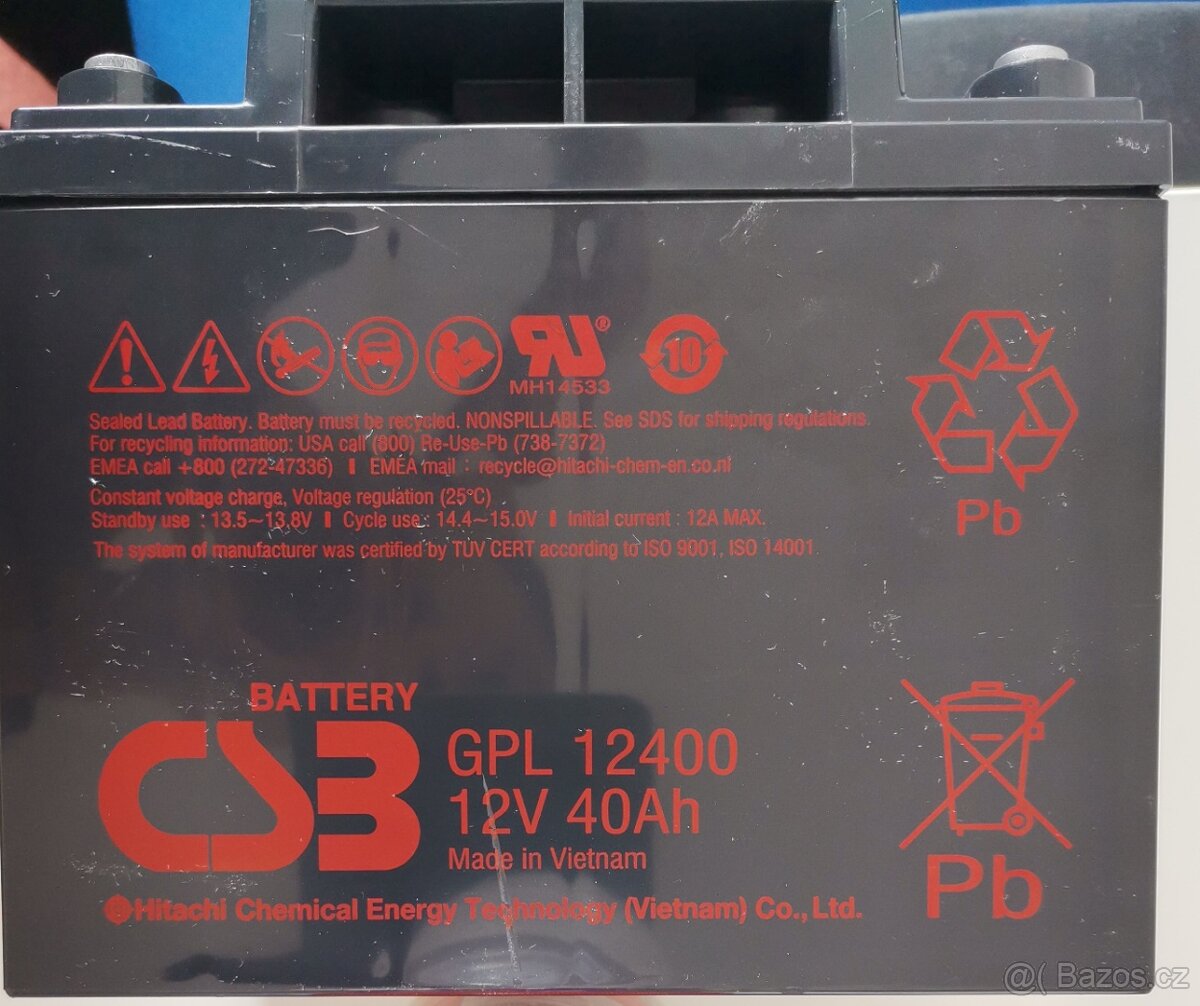 MH14533
10
Sealed Lead Battery. Battery must be recycled. NONSPILLABLE. See SDS for shipping regulations.
For recycling information: USA call (800) Re-Use-Pb (738-7372)
EMEA call +800 (272-47336) | EMEA mail : recycle@hitachi-chem-en.co.nl
Constant voltage charge, Voltage regulation (25°C)
Standby use : 13.5~13.8V | Cycle use : 14.4~15.0V | Initial current : 12A MAX.
The system of manufacturer was certified by TUV CERT according to ISO 9001, ISO 14001.
Pb
BATTERY
CSB
GPL 12400
12V 40Ah
Made in Vietnam
Hitachi Chemical Energy Technology (Vietnam) Co., Ltd.
Pb
@( Bazos.cz